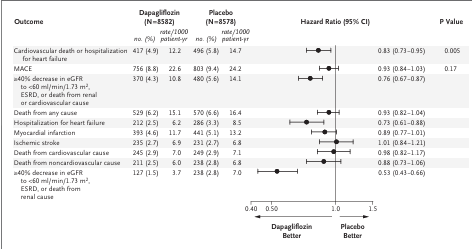 Dapagliflozin Placebo
Outcome (N=8582) (N=8578) Hazard Ratio (95% CI) P Value
rate/1000 rate/1000
no. (%) patient-yr no. (%) patient-yr
Cardiovascular death or hospitalization 417 (4.9) 12.2 496 (5.8) 14.7 0.83 (0.73–0.95) 0.005
for heart failure
MACE 756 (8.8) 22.6 803 (9.4) 24.2 0.93 (0.84–1.03) 0.17
≥40% decrease in eGFR 370 (4.3) 10.8 480 (5.6) 14.1 0.76 (0.67–0.87)
to <60 ml/min/1.73 m²,
ESRD, or death from renal
or cardiovascular cause
Death from any cause 529 (6.2) 15.1 570 (6.6) 16.4 0.93 (0.82–1.04)
Hospitalization for heart failure 212 (2.5) 6.2 286 (3.3) 8.5 0.73 (0.61–0.88)
Myocardial infarction 393 (4.6) 11.7 441 (5.1) 13.2 0.89 (0.77–1.01)
Ischemic stroke 235 (2.7) 6.9 231 (2.7) 6.8 1.01 (0.84–1.21)
Death from cardiovascular cause 245 (2.9) 7.0 249 (2.9) 7.1 0.98 (0.82–1.17)
Death from noncardiovascular cause 211 (2.5) 6.0 238 (2.8) 6.8 0.88 (0.73–1.06)
≥40% decrease in eGFR 127 (1.5) 3.7 238 (2.8) 7.0 0.53 (0.43–0.66)
to <60 ml/min/1.73 m²,
ESRD, or death from
renal cause
0.40 0.50 1.0 1.5
Dapagliflozin Placebo
Better Better